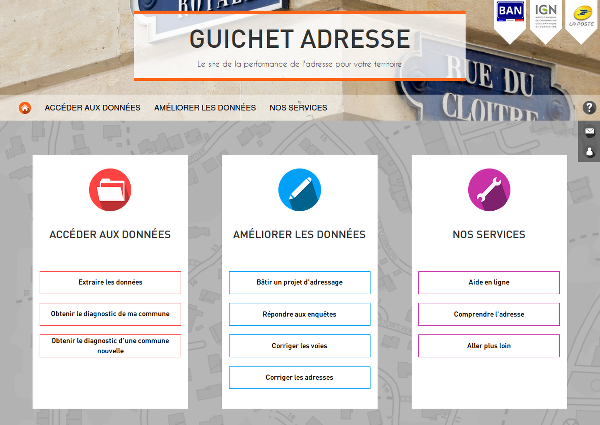 ROYALE
BAN
IGN
LA POSTE
GUICHET ADRESSE
Le site de la performance de l'adresse pour votre territoire
RUE DU
CLOITRE
ACCÉDER AUX DONNÉES AMÉLIORER LES DONNÉES NOS SERVICES
?
ACCÉDER AUX DONNÉES
Extraire les données
Obtenir le diagnostic de ma commune
Obtenir le diagnostic d'une commune
nouvelle
AMÉLIORER LES DONNÉES
Bâtir un projet d'adressage
Répondre aux enquêtes
Corriger les voies
Corriger les adresses
NOS SERVICES
Aide en ligne
Comprendre l'adresse
Aller plus loin